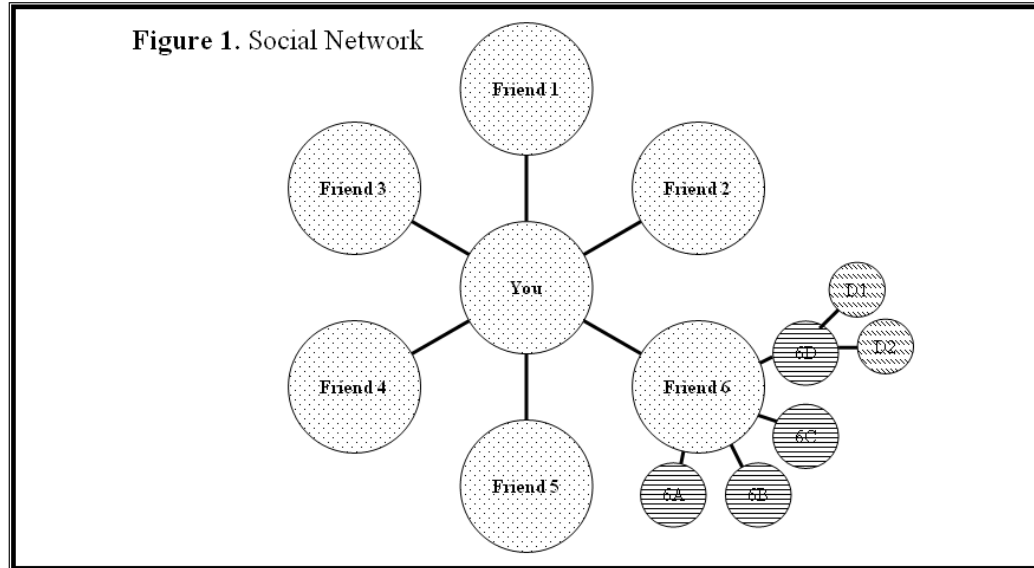 Figure 1. Social Network
Friend 1
Friend 3
Friend 2
You
D1
6D
D2
Friend 4
Friend 6
6C
Friend 5
6A
6B